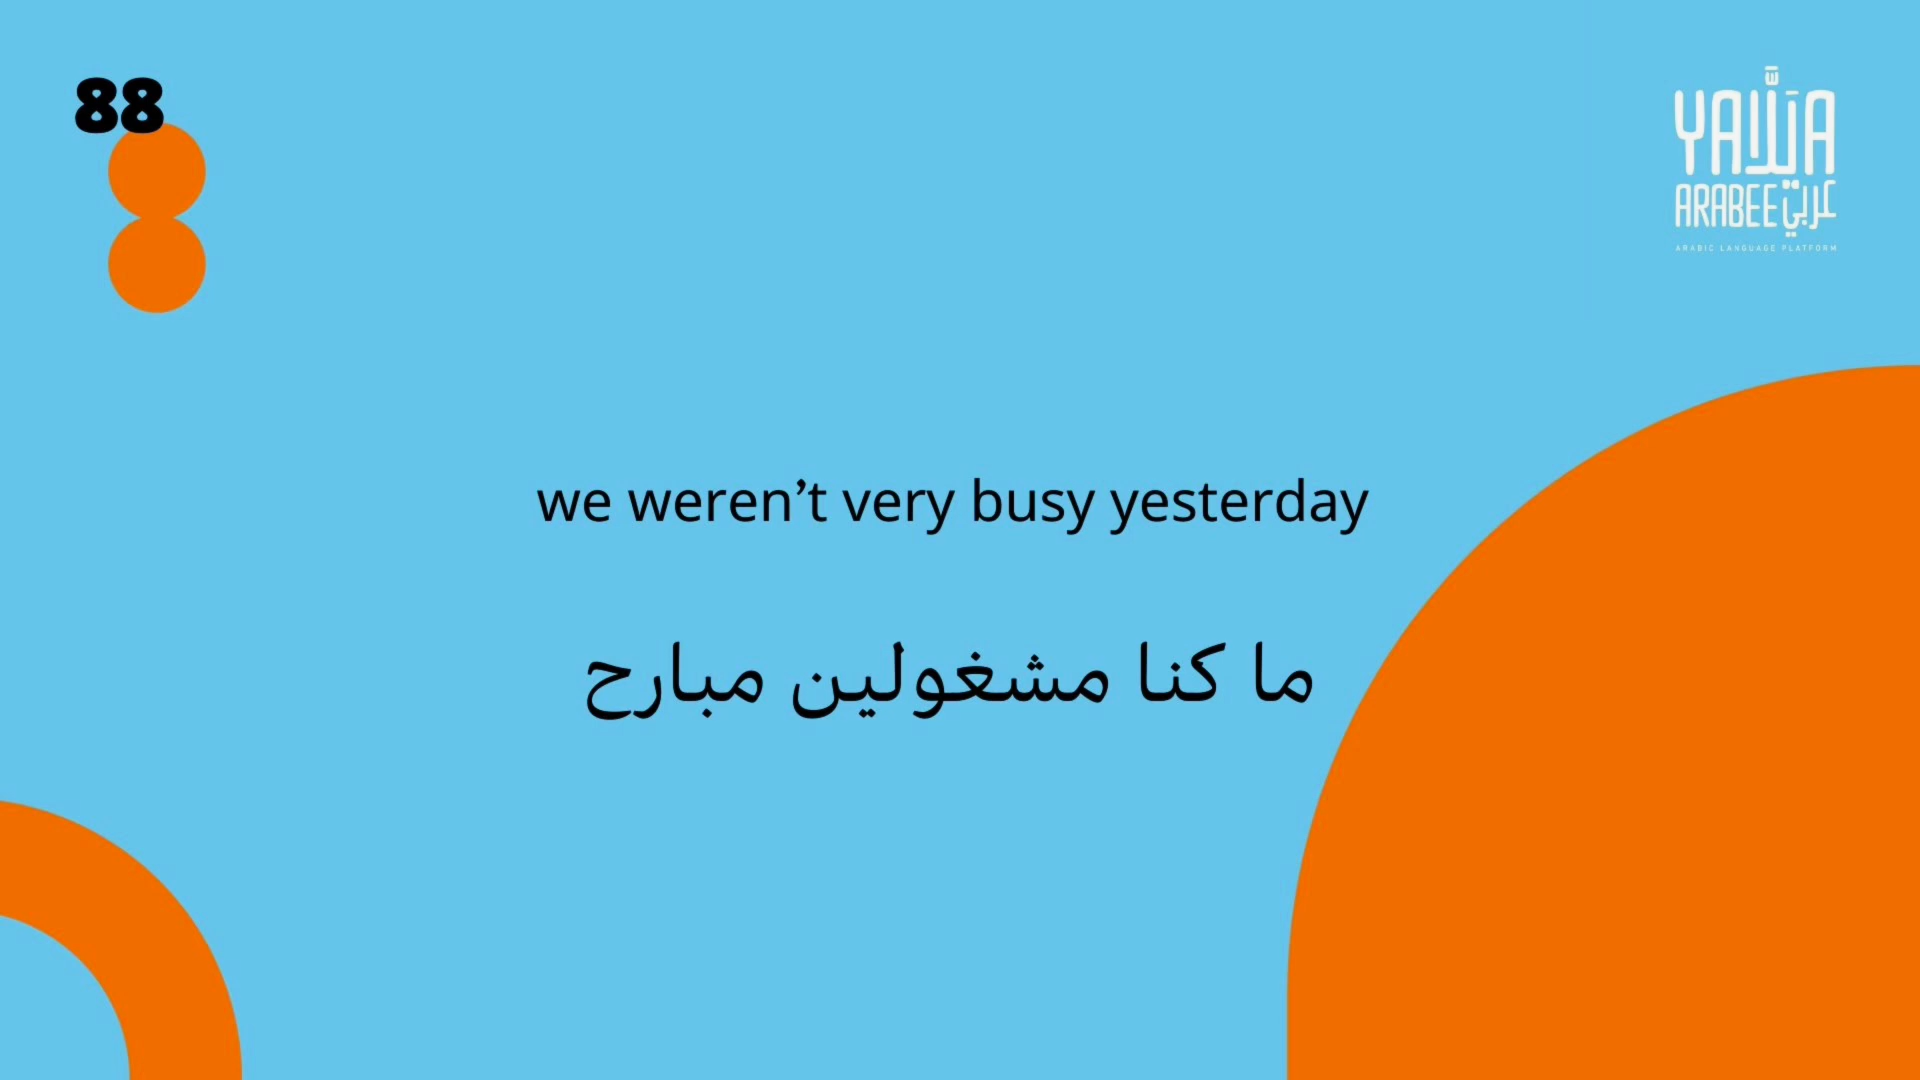 88
YALLA يَلَّا
ARABEE عربي
ARABIC LANGUAGE PLATFORM
we weren’t very busy yesterday
ما كنا مشغولين مبارح